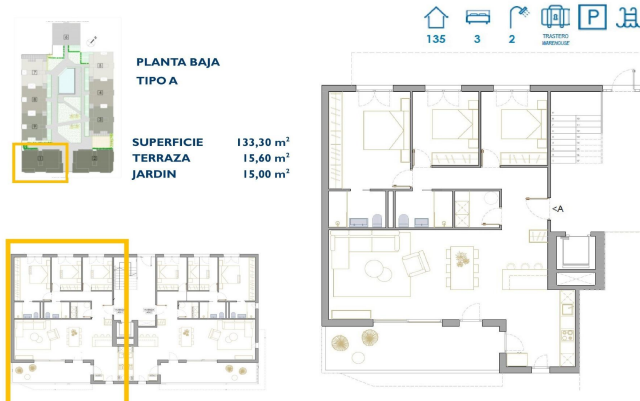 135
3
2
TRASTERO
WAREHOUSE
P
PLANTA BAJA
TIPO A
SUPERFICIE 133,30 m²
TERRAZA 15,60 m²
JARDIN 15,00 m²
<A